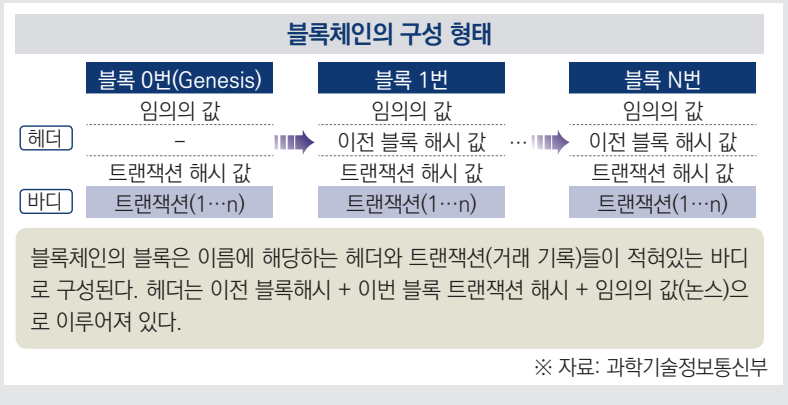 블록체인의 구성 형태
블록 0번(Genesis) 블록 1번 블록 N번
임의의 값 임의의 값 임의의 값
헤더 – 이전 블록 해시 값 … 이전 블록 해시 값
트랜잭션 해시 값 트랜잭션 해시 값 트랜잭션 해시 값
바디 트랜잭션(1…n) 트랜잭션(1…n) 트랜잭션(1…n)
블록체인의 블록은 이름에 해당하는 헤더와 트랜잭션(거래 기록)들이 적혀있는 바디
로 구성된다. 헤더는 이전 블록해시 + 이번 블록 트랜잭션 해시 + 임의의 값(논스)으
로 이루어져 있다.
※ 자료: 과학기술정보통신부